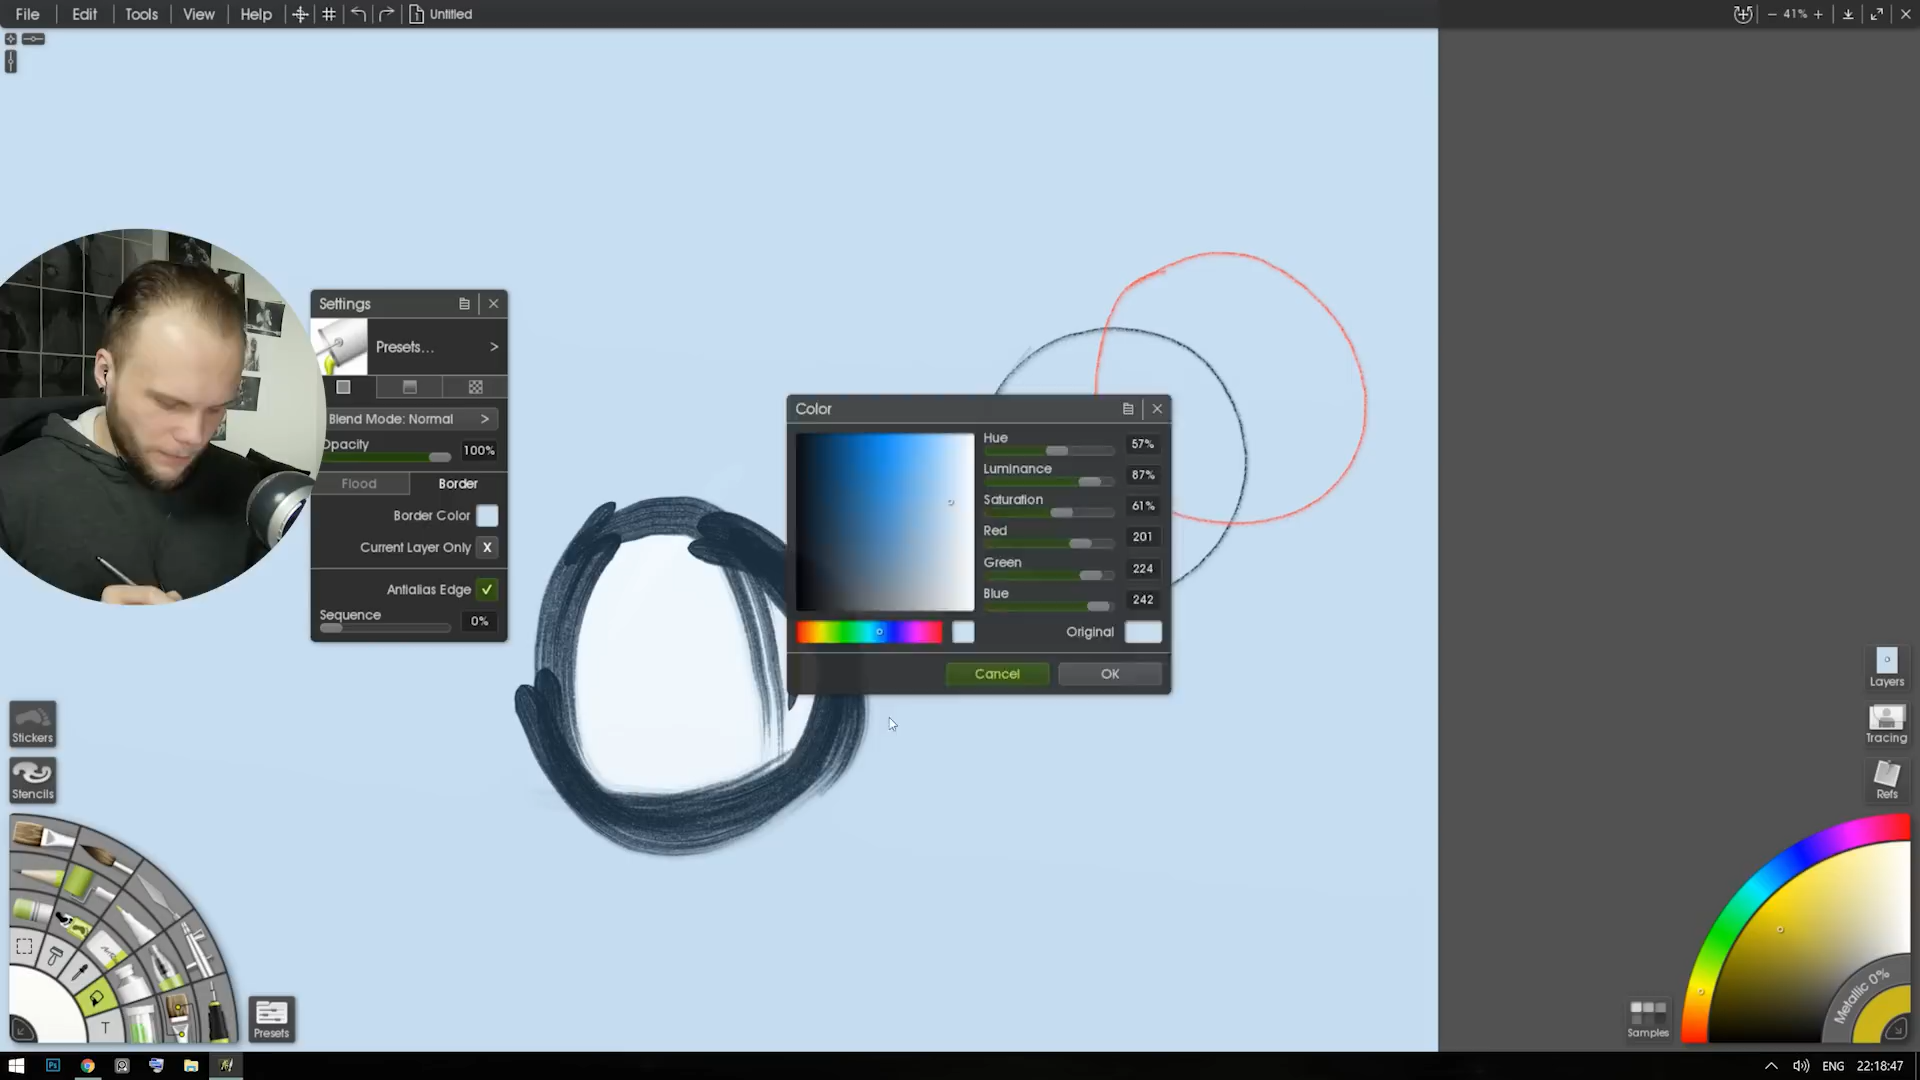 File
Edit
Tools
View
Help
Untitled
41%
Settings
Presets...
Blend Mode: Normal
Opacity
100%
Flood
Border
Border Color
Current Layer Only
X
Antialias Edge
Sequence
0%
Color
Hue
57%
Luminance
87%
Saturation
61%
Red
201
Green
224
Blue
242
Original
Cancel
OK
Stickers
Stencils
Layers
Tracing
Refs
T
Presets
Samples
Metallic 0%
Ps
ENG
22:18:47